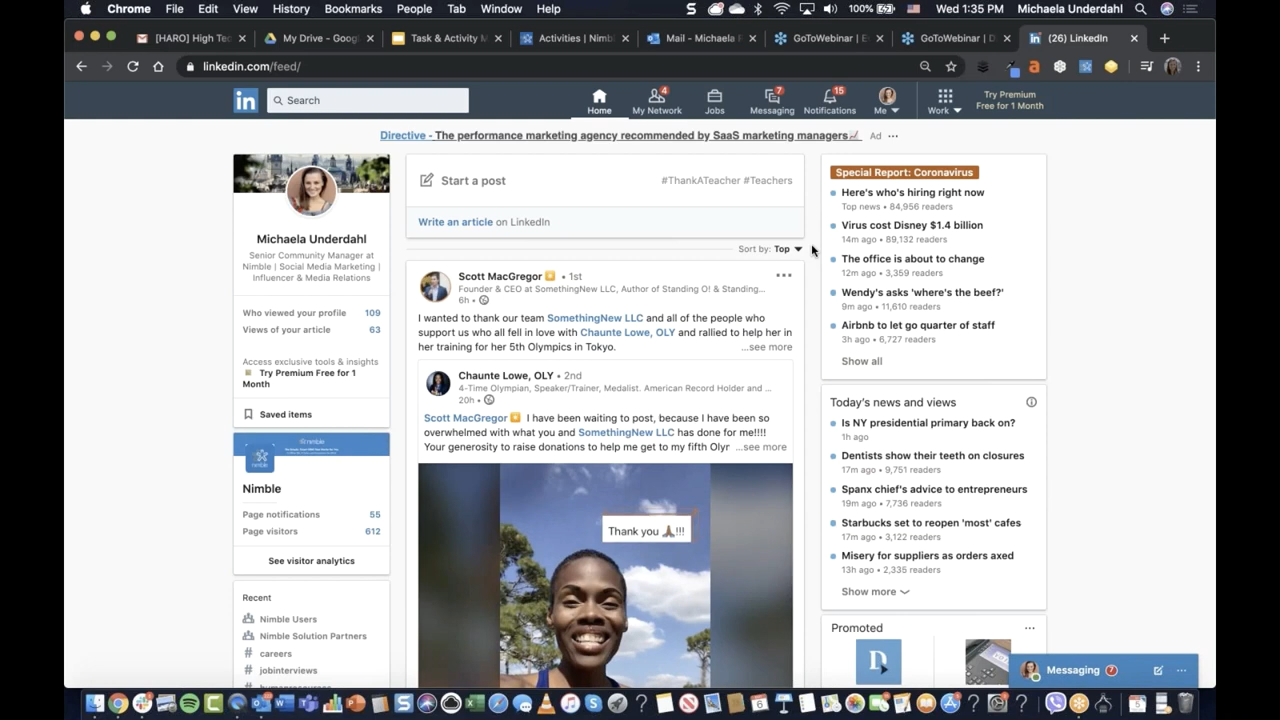 Chrome File Edit View History Bookmarks People Tab Window Help 100% Wed 1:35 PM Michaela Underdahl
[HARO] High Te
My Drive - Goog
Task & Activity M
Activities | Nimb
Mail - Michaela
GoToWebinar | E
GoToWebinar | D
(26) LinkedIn
linkedin.com/feed/
in
Search
Home
My Network
4
Jobs
Messaging
7
Notifications
15
Me
Work
Try Premium
Free for 1 Month
Directive - The performance marketing agency recommended by SaaS marketing managers Ad
Michaela Underdahl
Senior Community Manager at
Nimble | Social Media Marketing |
Influencer & Media Relations
Who viewed your profile 109
Views of your article 63
Access exclusive tools & insights
Try Premium Free for 1
Month
Saved items
nimble
Nimble
Page notifications 55
Page visitors 612
See visitor analytics
Recent
Nimble Users
Nimble Solution Partners
# careers
# jobinterviews
Start a post #ThankATeacher #Teachers
Write an article on LinkedIn
Sort by: Top
Scott MacGregor • 1st
Founder & CEO at SomethingNew LLC, Author of Standing O! & Standing...
6h •
I wanted to thank our team SomethingNew LLC and all of the people
who support us who all fell in love with Chaunte Lowe, OLY and rallied to help her in
her training for her 5th Olympics in Tokyo. ...see more
Chaunte Lowe, OLY • 2nd
4-Time Olympian, Speaker/Trainer, Medalist. American Record Holder and ...
20h •
Scott MacGregor I have been waiting to post, because I have been so
overwhelmed with what you and SomethingNew LLC has done for me!!!!
Your generosity to raise donations to help me get to my fifth Olyr ...see more
Thank you 🙏🏾!!!
Special Report: Coronavirus
Here's who's hiring right now
Top news • 84,956 readers
Virus cost Disney $1.4 billion
14m ago • 89,132 readers
The office is about to change
12m ago • 3,359 readers
Wendy's asks 'where's the beef?'
9m ago • 11,610 readers
Airbnb to let go quarter of staff
3h ago • 6,727 readers
Show all
Today's news and views
Is NY presidential primary back on?
1h ago
Dentists show their teeth on closures
17m ago • 9,751 readers
Spanx chief's advice to entrepreneurs
19m ago • 7,736 readers
Starbucks set to reopen 'most' cafes
17m ago • 3,122 readers
Misery for suppliers as orders axed
13h ago • 2,335 readers
Show more
Promoted
D
Messaging 7